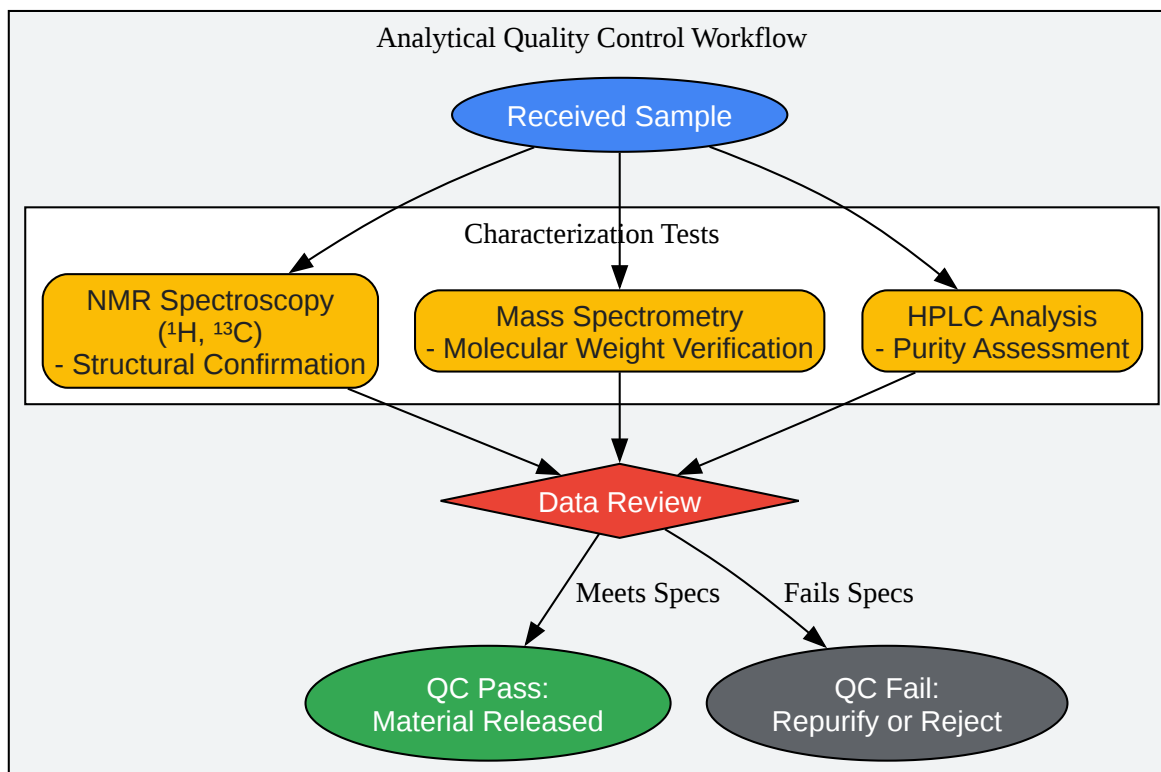 Analytical Quality Control Workflow
Received Sample
Characterization Tests
NMR Spectroscopy
(¹H, ¹³C)
- Structural Confirmation
Mass Spectrometry
- Molecular Weight Verification
HPLC Analysis
- Purity Assessment
Data Review
Meets Specs
Fails Specs
QC Pass:
Material Released
QC Fail:
Repurify or Reject